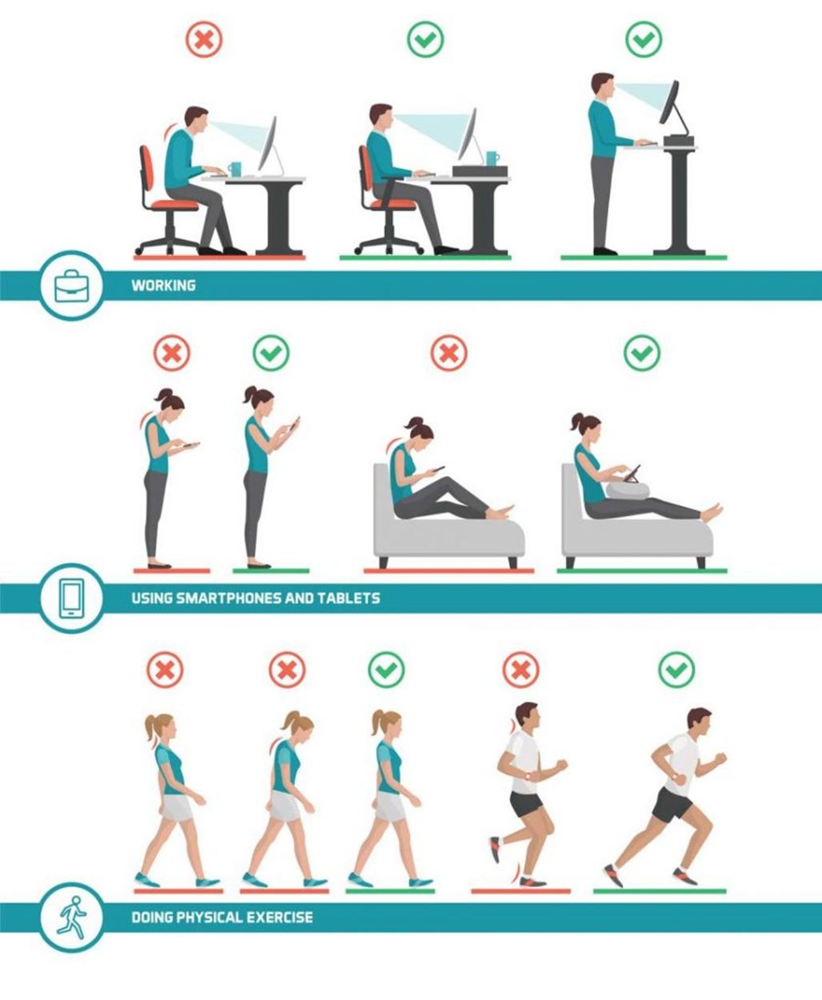 WORKING
USING SMARTPHONES AND TABLETS
DOING PHYSICAL EXERCISE